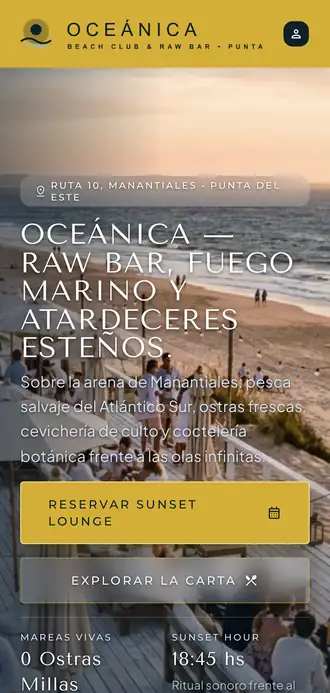 OCEÁNICA
BEACH CLUB & RAW BAR • PUNTA
RUTA 10, MANANTIALES - PUNTA DEL
ESTE
OCEÁNICA —
RAW BAR, FUEGO
MARINO Y
ATARDECERES
ESTEÑOS.
Sobre la arena de Manantiales: pesca
salvaje del Atlántico Sur, ostras frescas,
cevichería de culto y coctelería
botánica frente a las olas infinitas.
RESERVAR SUNSET
LOUNGE
EXPLORAR LA CARTA
MAREAS VIVAS
SUNSET HOUR
0 Ostras
18:45 hs
Millas
Ritual sonoro frente al